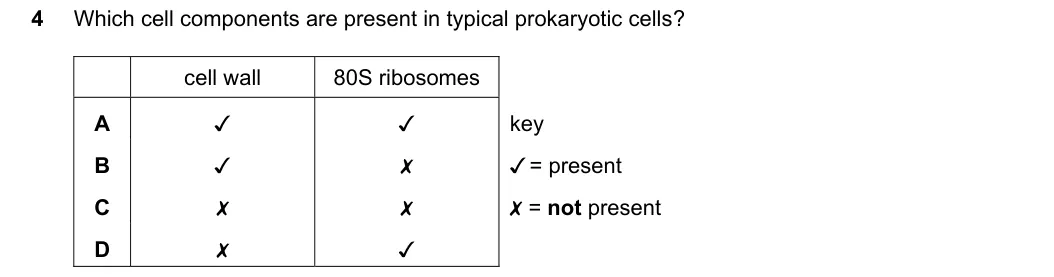 4 Which cell components are present in typical prokaryotic cells?
cell wall 80S ribosomes
A ✓ ✓ key
B ✓ ✗ ✓ = present
C ✗ ✗ ✗ = not present
D ✗ ✓